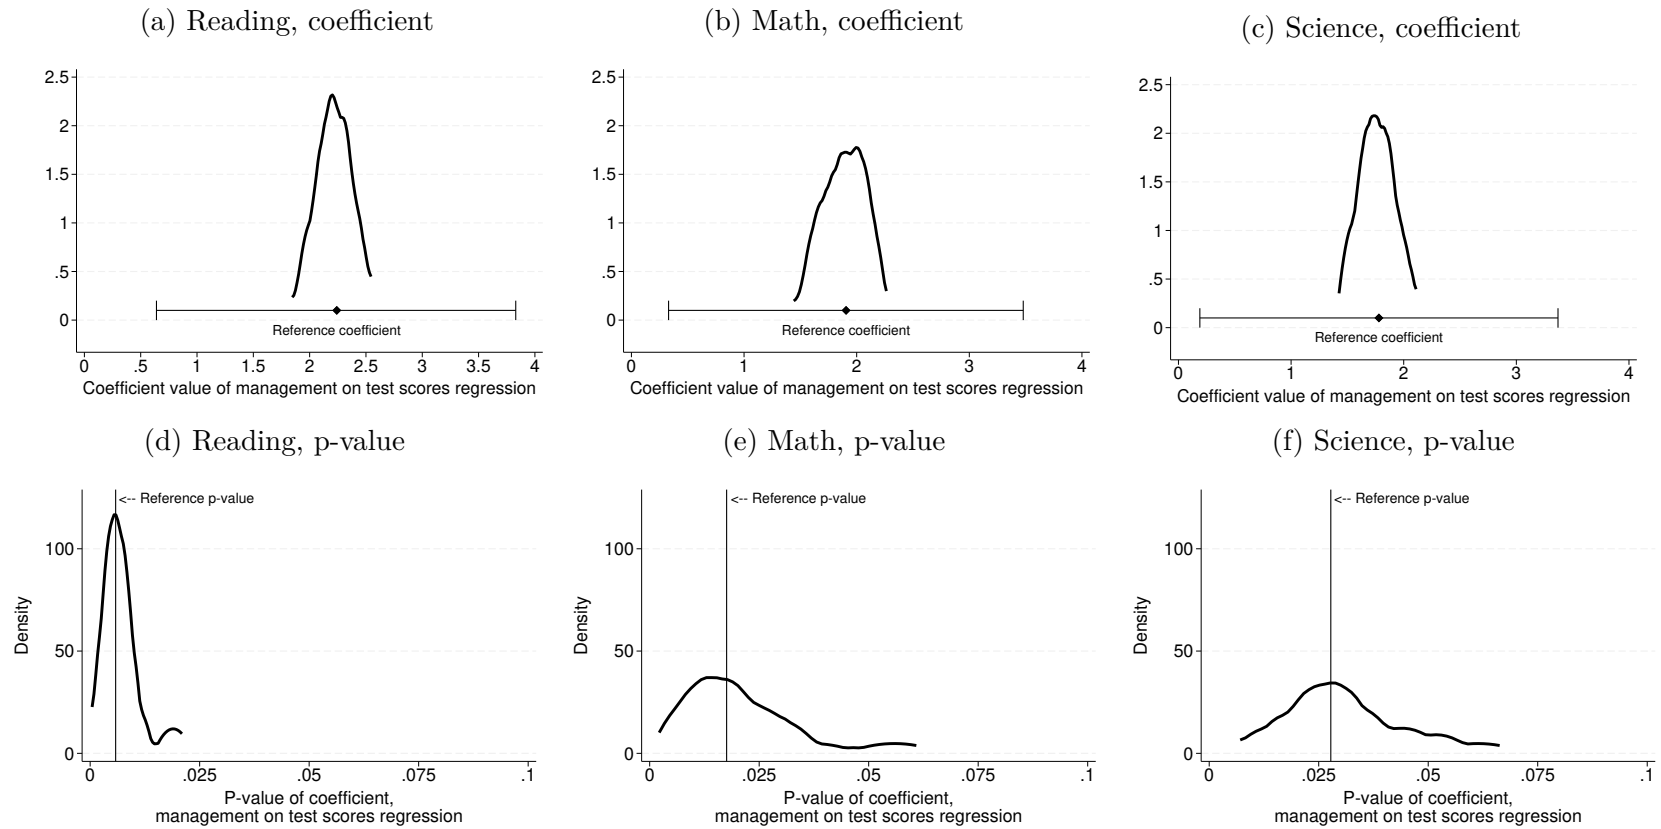 (a) Reading, coefficient
2.5
2
1.5
1
.5
0
Reference coefficient
0 .5 1 1.5 2 2.5 3 3.5 4
Coefficient value of management on test scores regression
(b) Math, coefficient
2.5
2
1.5
1
.5
0
Reference coefficient
0 1 2 3 4
Coefficient value of management on test scores regression
(c) Science, coefficient
2.5
2
1.5
1
.5
0
Reference coefficient
0 1 2 3 4
Coefficient value of management on test scores regression
(d) Reading, p-value
<-- Reference p-value
Density
100
50
0
0 .025 .05 .075 .1
P-value of coefficient,
management on test scores regression
(e) Math, p-value
<-- Reference p-value
Density
100
50
0
0 .025 .05 .075 .1
P-value of coefficient,
management on test scores regression
(f) Science, p-value
<-- Reference p-value
Density
100
50
0
0 .025 .05 .075 .1
P-value of coefficient,
management on test scores regression